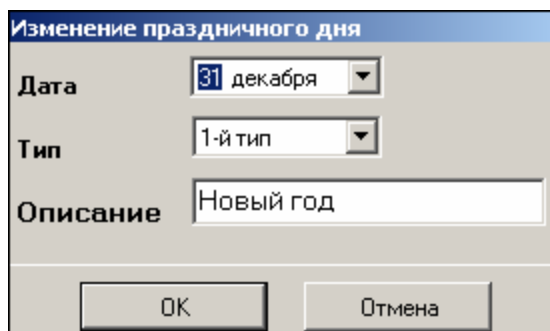 Изменение праздничного дня
Дата 31 декабря
Тип 1-й тип
Описание Новый год
OK Отмена